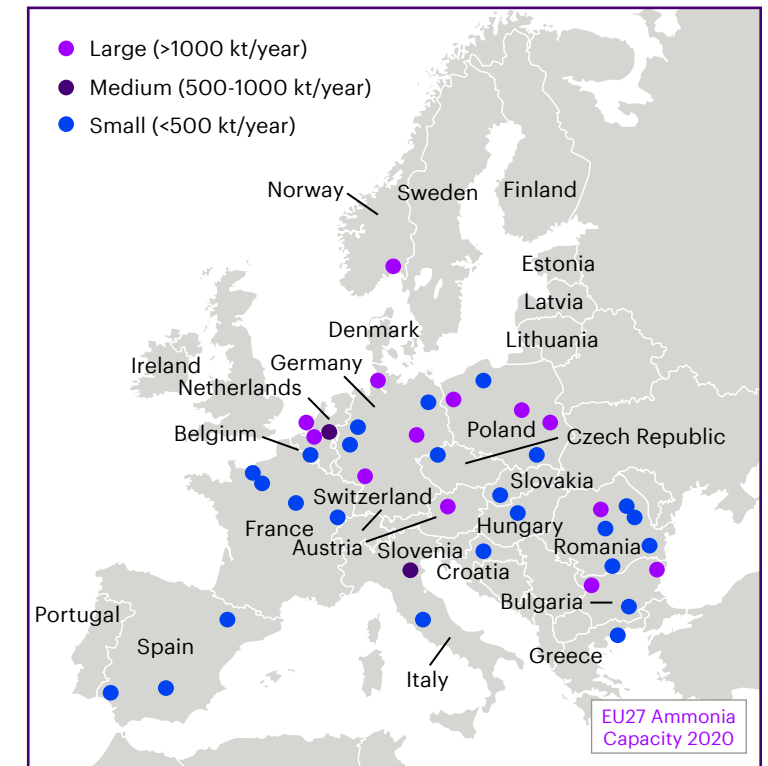 Large (>1000 kt/year)
Medium (500-1000 kt/year)
Small (<500 kt/year)
Norway
Sweden
Finland
Estonia
Latvia
Denmark
Lithuania
Ireland
Germany
Netherlands
Belgium
Poland
Czech Republic
Slovakia
Switzerland
France
Hungary
Austria
Slovenia
Romania
Croatia
Bulgaria
Portugal
Spain
Greece
Italy
EU27 Ammonia
Capacity 2020